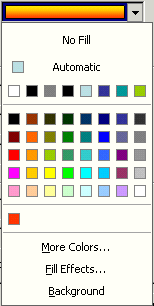 No Fill
Automatic
More Colors...
Fill Effects...
Background